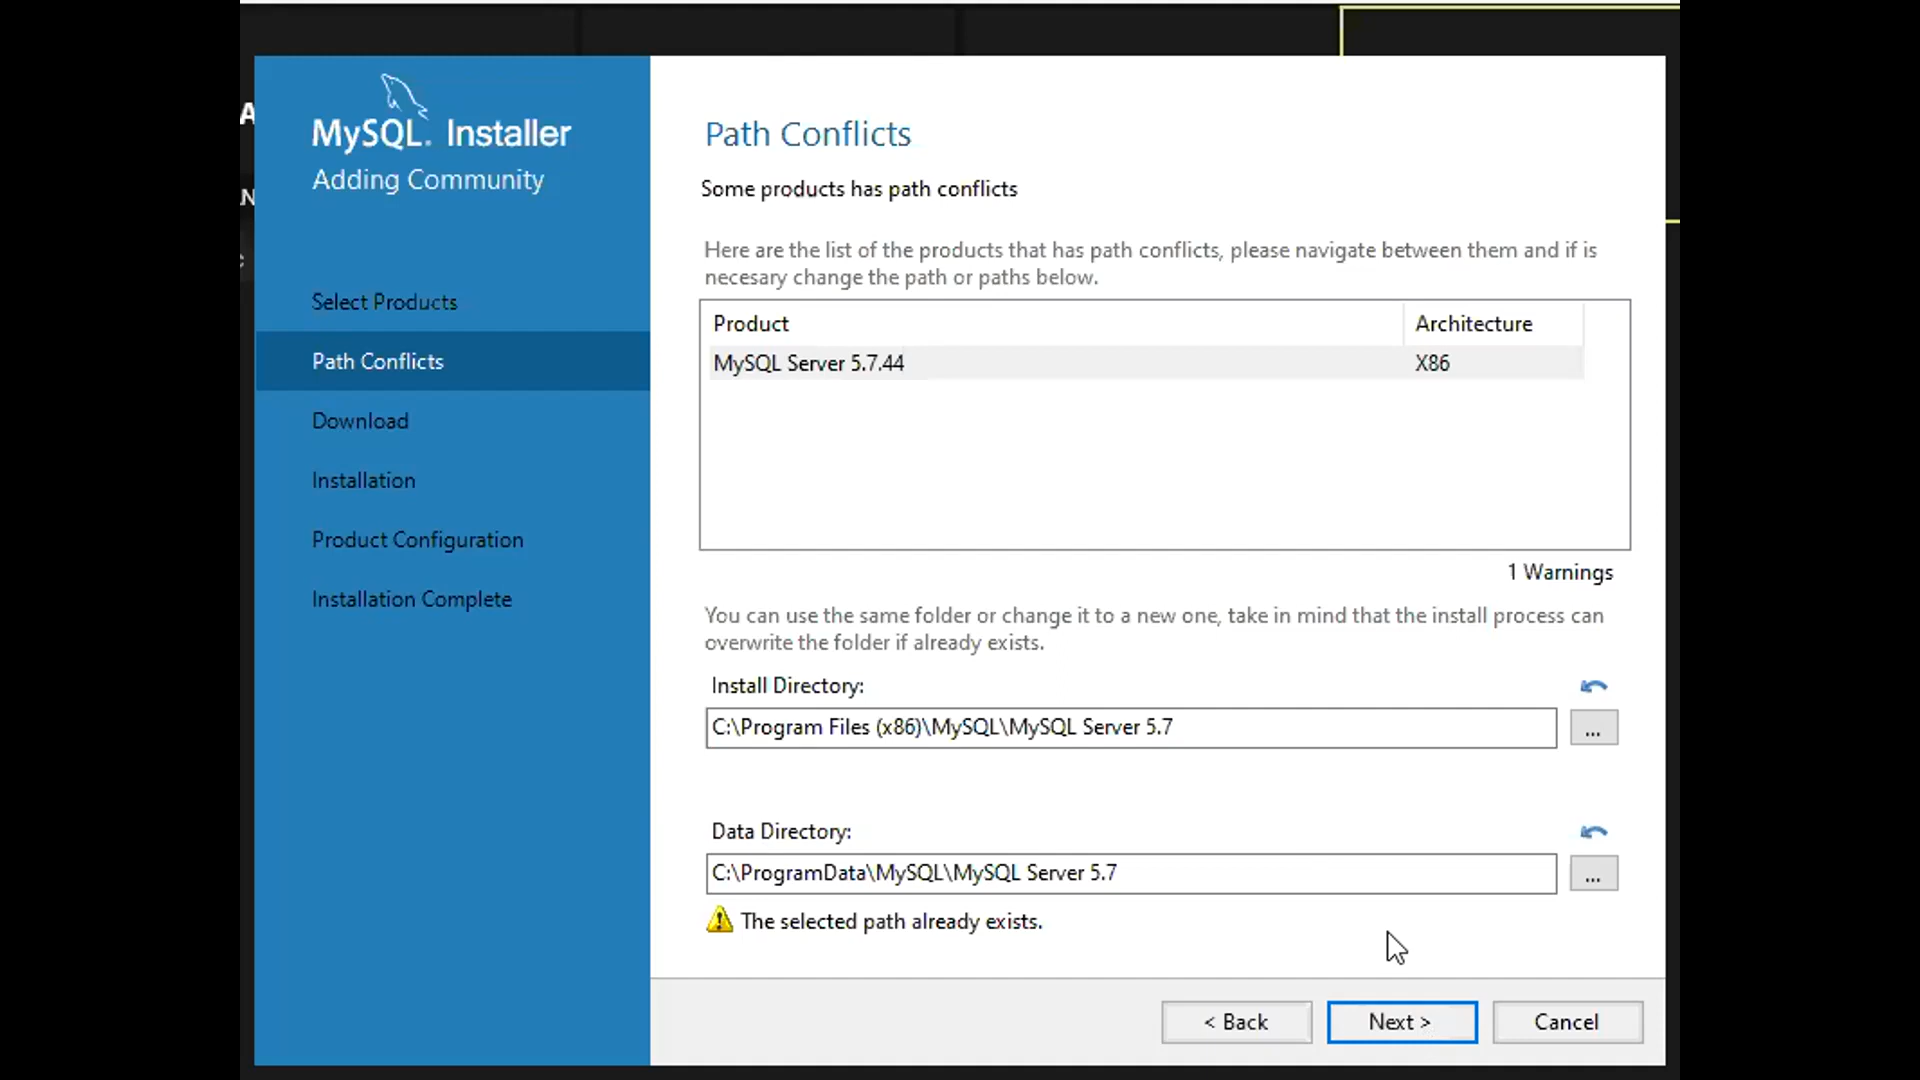 MySQL. Installer
Adding Community
Select Products
Path Conflicts
Download
Installation
Product Configuration
Installation Complete
Path Conflicts
Some products has path conflicts
Here are the list of the products that has path conflicts, please navigate between them and if is
necesary change the path or paths below.
Product Architecture
MySQL Server 5.7.44 X86
1 Warnings
You can use the same folder or change it to a new one, take in mind that the install process can
overwrite the folder if already exists.
Install Directory:
C:\Program Files (x86)\MySQL\MySQL Server 5.7
...
Data Directory:
C:\ProgramData\MySQL\MySQL Server 5.7
...
The selected path already exists.
< Back Next > Cancel